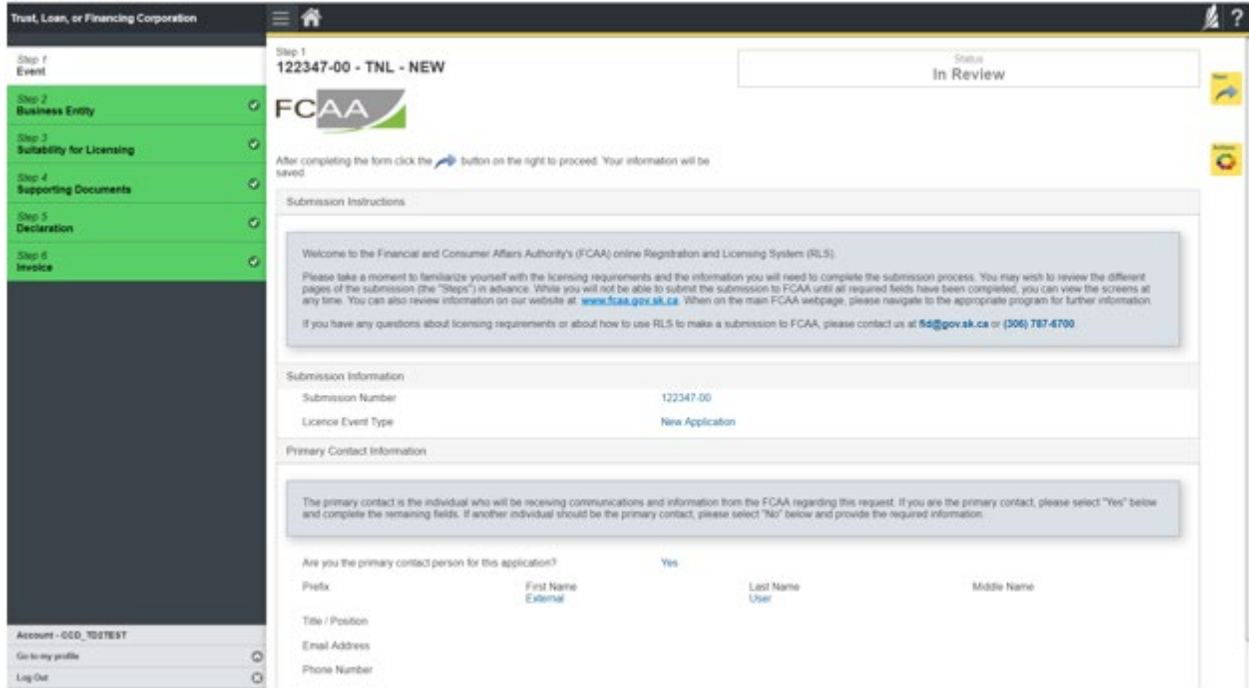 Trust, Loan, or Financing Corporation
?
Step 1
Event
Step 2
Business Entity
Step 3
Suitability for Licensing
Step 4
Supporting Documents
Step 5
Declaration
Step 6
Invoice
Account - CCD_TD2TEST
Go to my profile
Log Out
Step 1
122347-00 - TNL - NEW
Status
In Review
FCAA
Next
Actions
After completing the form click the button on the right to proceed. Your information will be
saved.
Submission Instructions
Welcome to the Financial and Consumer Affairs Authority's (FCAA) online Registration and Licensing System (RLS).
Please take a moment to familiarize yourself with the licensing requirements and the information you will need to complete the submission process. You may wish to review the different
pages of the submission (the "Steps") in advance. While you will not be able to submit the submission to FCAA until all required fields have been completed, you can view the screens at
any time. You can also review information on our website at: www.fcaa.gov.sk.ca. When on the main FCAA webpage, please navigate to the appropriate program for further information.
If you have any questions about licensing requirements or about how to use RLS to make a submission to FCAA, please contact us at fid@gov.sk.ca or (306) 787-6700.
Submission Information
Submission Number 122347-00
Licence Event Type New Application
Primary Contact Information
The primary contact is the individual who will be receiving communications and information from the FCAA regarding this request. If you are the primary contact, please select "Yes" below
and complete the remaining fields. If another individual should be the primary contact, please select "No" below and provide the required information.
Are you the primary contact person for this application? Yes
Prefix First Name Last Name Middle Name
External User
Title / Position
Email Address
Phone Number